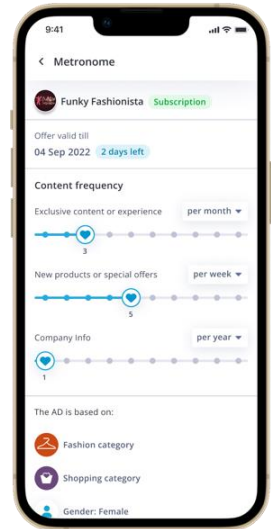 9:41
Metronome
Funky Fashionista Subscription
Offer valid till
04 Sep 2022 2 days left
Content frequency
Exclusive content or experience per month
3
New products or special offers per week
5
Company Info per year
1
The AD is based on:
Fashion category
Shopping category
Gender: Female